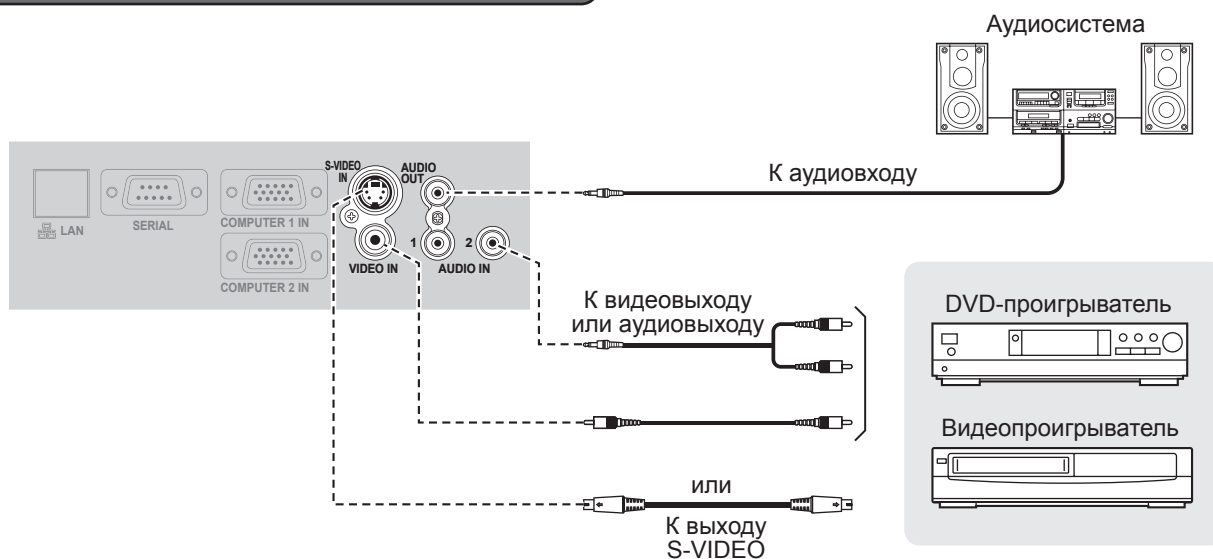 Аудиосистема
К аудиовходу
S-VIDEO
IN
AUDIO
OUT
LAN
SERIAL
COMPUTER 1 IN
1
2
VIDEO IN
AUDIO IN
COMPUTER 2 IN
К видеовыходу
или аудиовыходу
DVD-проигрыватель
Видеопроигрыватель
или
К выходу
S-VIDEO